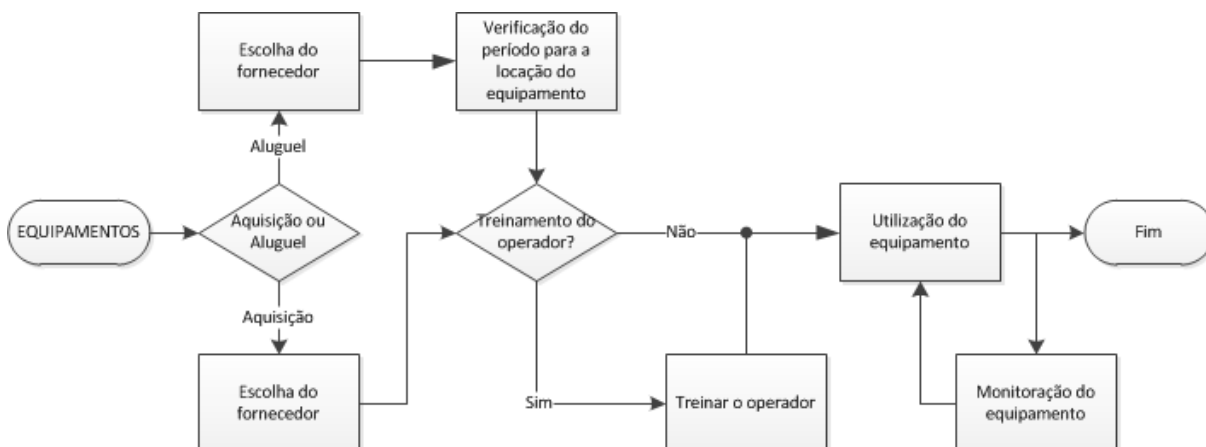 Escolha do
fornecedor
Verificação do
período para a
locação do
equipamento
Aluguel
EQUIPAMENTOS
Aquisição ou
Aluguel
Treinamento do
operador?
Não
Utilização do
equipamento
Fim
Aquisição
Escolha do
fornecedor
Sim
Treinar o operador
Monitoração do
equipamento